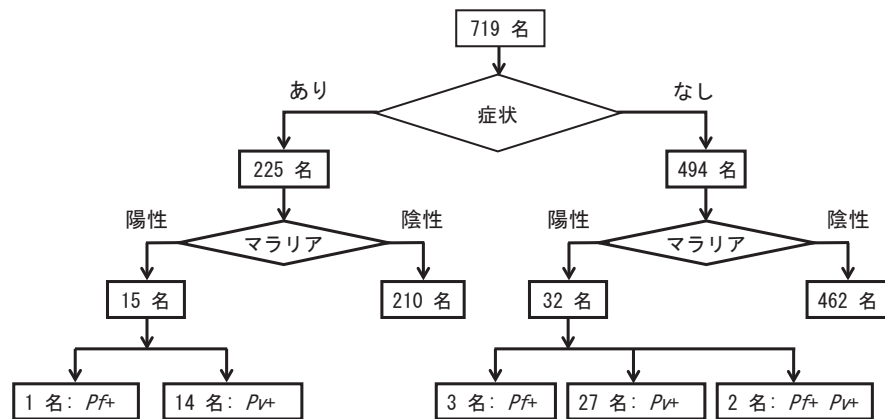 719 名
あり
なし
症状
225 名
494 名
陽性
陰性
陽性
陰性
マラリア
マラリア
15 名
210 名
32 名
462 名
1 名: Pf+
14 名: Pv+
3 名: Pf+
27 名: Pv+
2 名: Pf+ Pv+